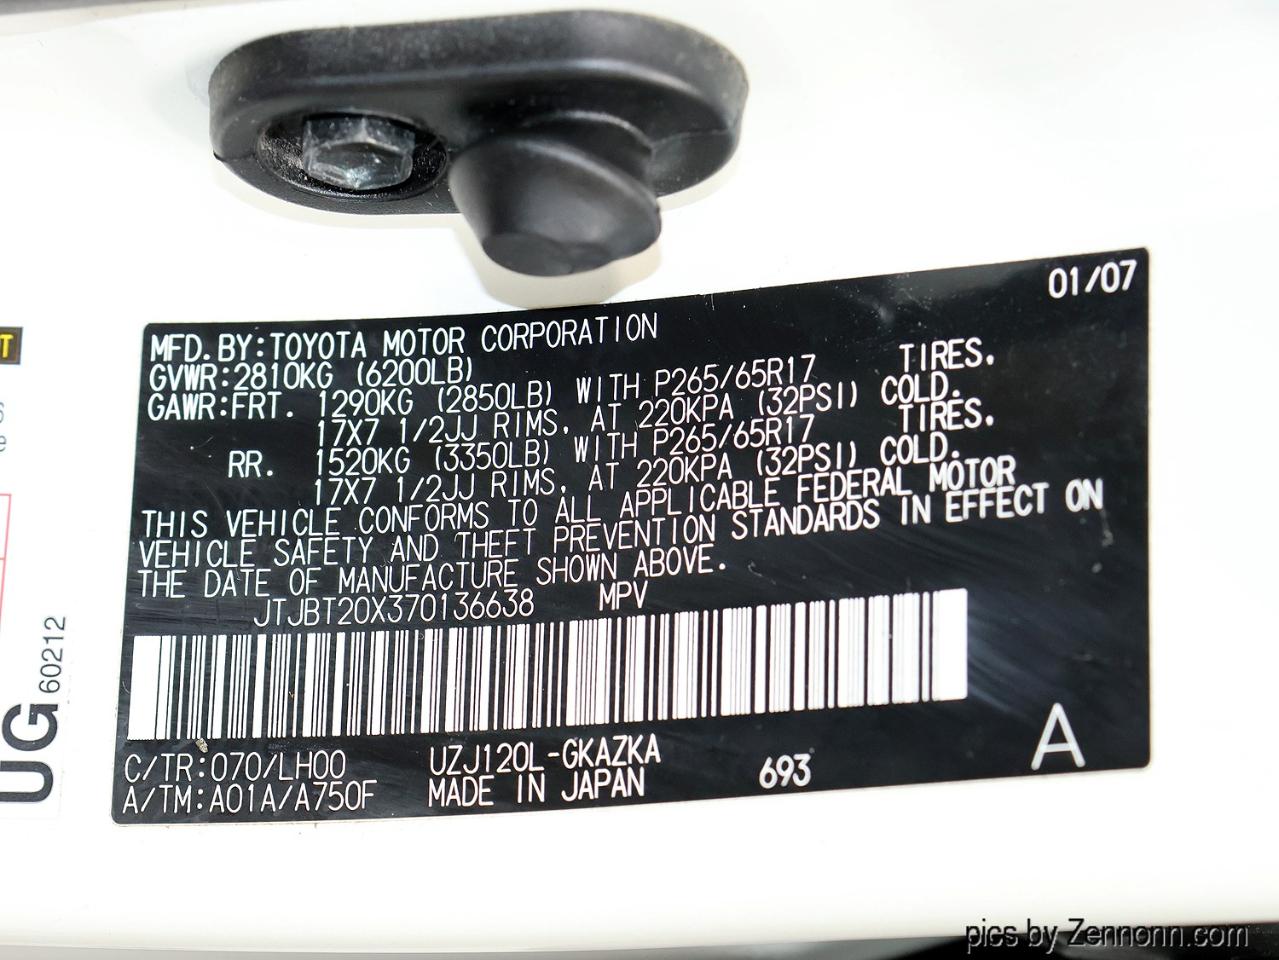 01/07
MFD.BY:TOYOTA MOTOR CORPORATION
GVWR:2810KG (6200LB)
GAWR:FRT. 1290KG (2850LB) WITH P265/65R17 TIRES.
17X7 1/2JJ RIMS, AT 220KPA (32PSI) COLD.
RR. 1520KG (3350LB) WITH P265/65R17 TIRES.
17X7 1/2JJ RIMS, AT 220KPA (32PSI) COLD.
THIS VEHICLE CONFORMS TO ALL APPLICABLE FEDERAL MOTOR
VEHICLE SAFETY AND THEFT PREVENTION STANDARDS IN EFFECT ON
THE DATE OF MANUFACTURE SHOWN ABOVE.
JTJBT20X370136638 MPV
C/TR:070/LH00 UZJ120L-GKAZKA
A/TM:A01A/A750F MADE IN JAPAN 693 A
UG 60212
pics by Zennonn.com